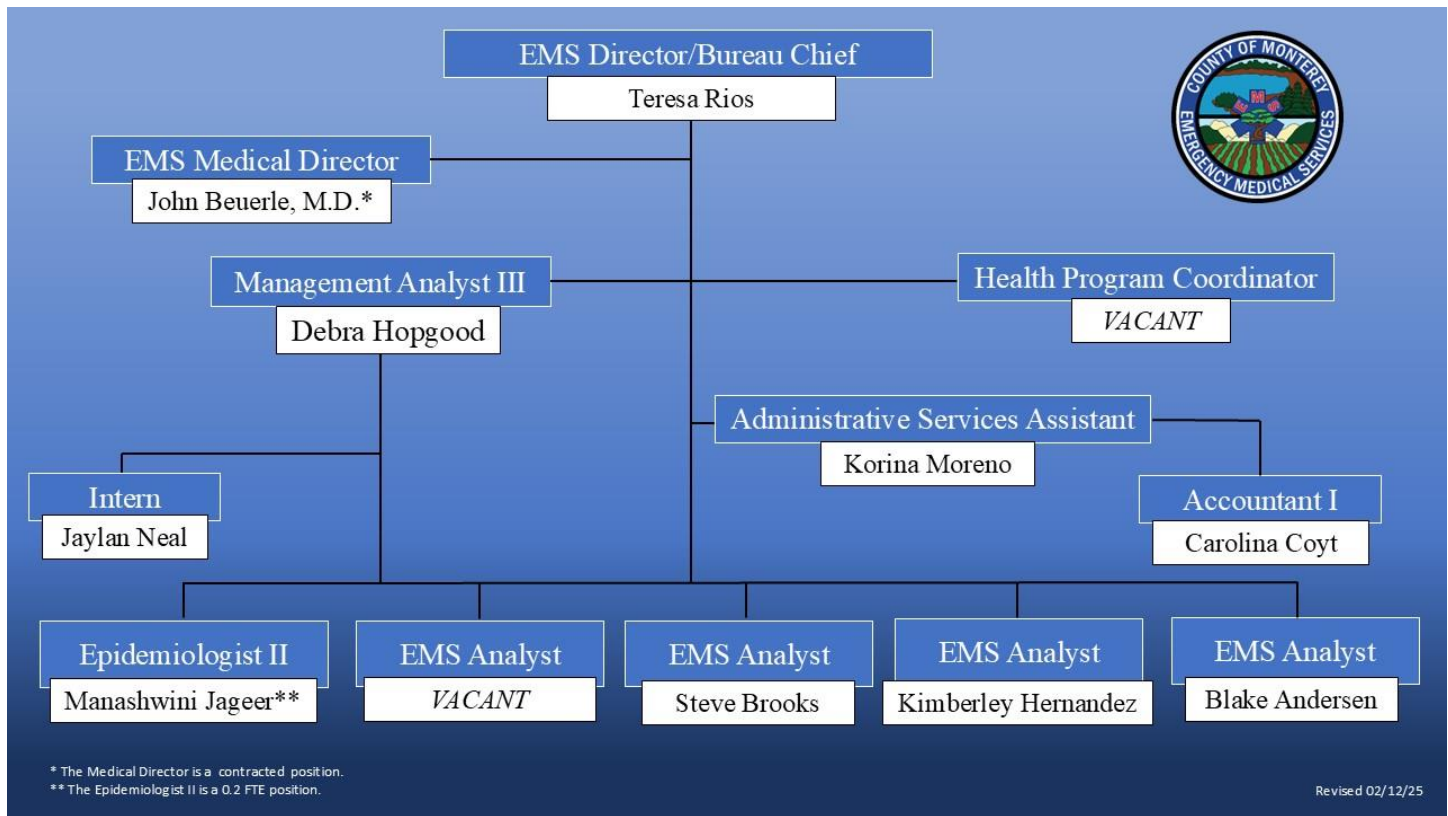 EMS Director/Bureau Chief
Teresa Rios
COUNTY OF MONTEREY
EMS
EMERGENCY MEDICAL SERVICES
EMS Medical Director
John Beuerle, M.D.*
Management Analyst III
Debra Hopgood
Health Program Coordinator
VACANT
Administrative Services Assistant
Korina Moreno
Intern
Jaylan Neal
Accountant I
Carolina Coyt
Epidemiologist II
Manashwini Jageer**
EMS Analyst
VACANT
EMS Analyst
Steve Brooks
EMS Analyst
Kimberley Hernandez
EMS Analyst
Blake Andersen
* The Medical Director is a contracted position.
** The Epidemiologist II is a 0.2 FTE position.
Revised 02/12/25